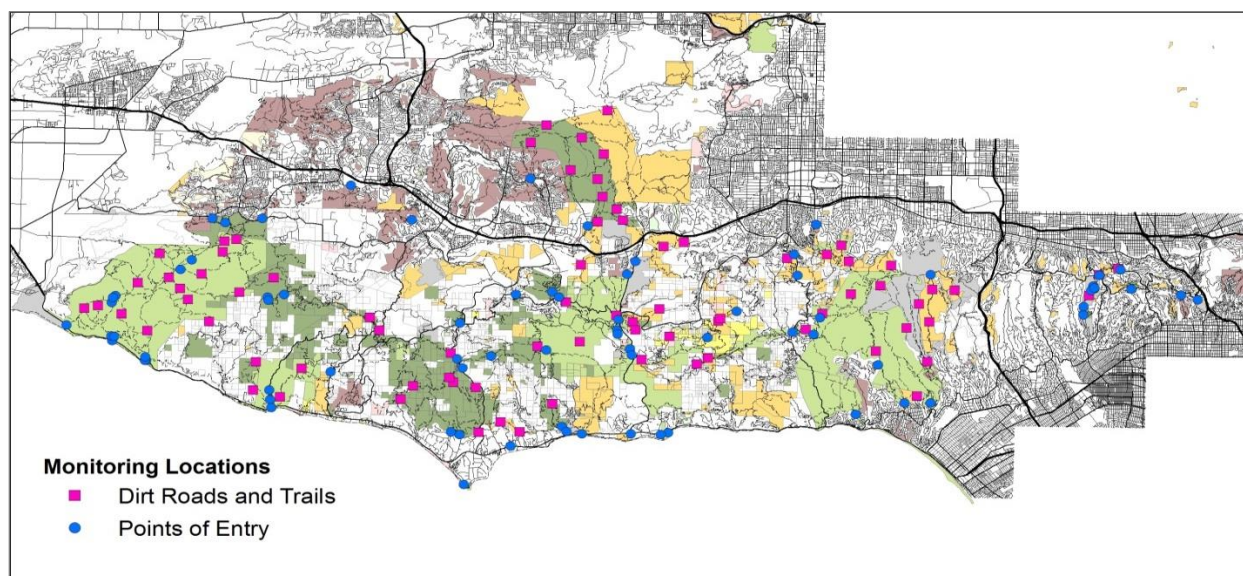 Monitoring Locations
Dirt Roads and Trails
Points of Entry